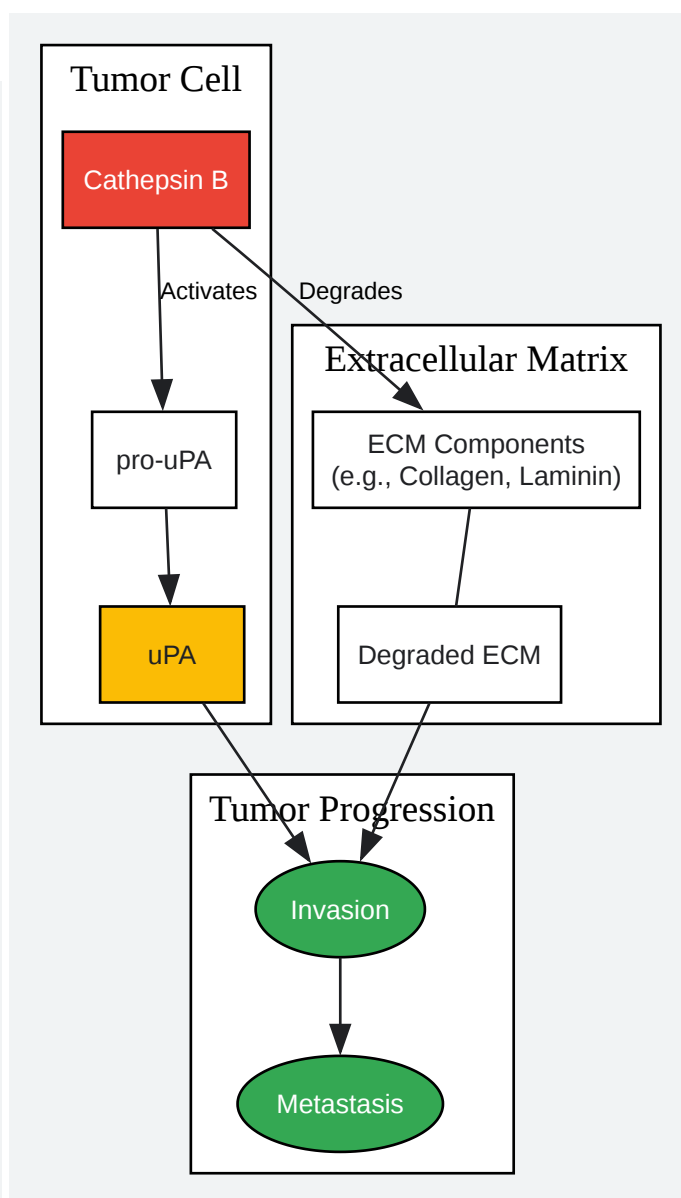 Tumor Cell
Cathepsin B
Activates
Degrades
Extracellular Matrix
pro-uPA
ECM Components
(e.g., Collagen, Laminin)
uPA
Degraded ECM
Tumor Progression
Invasion
Metastasis